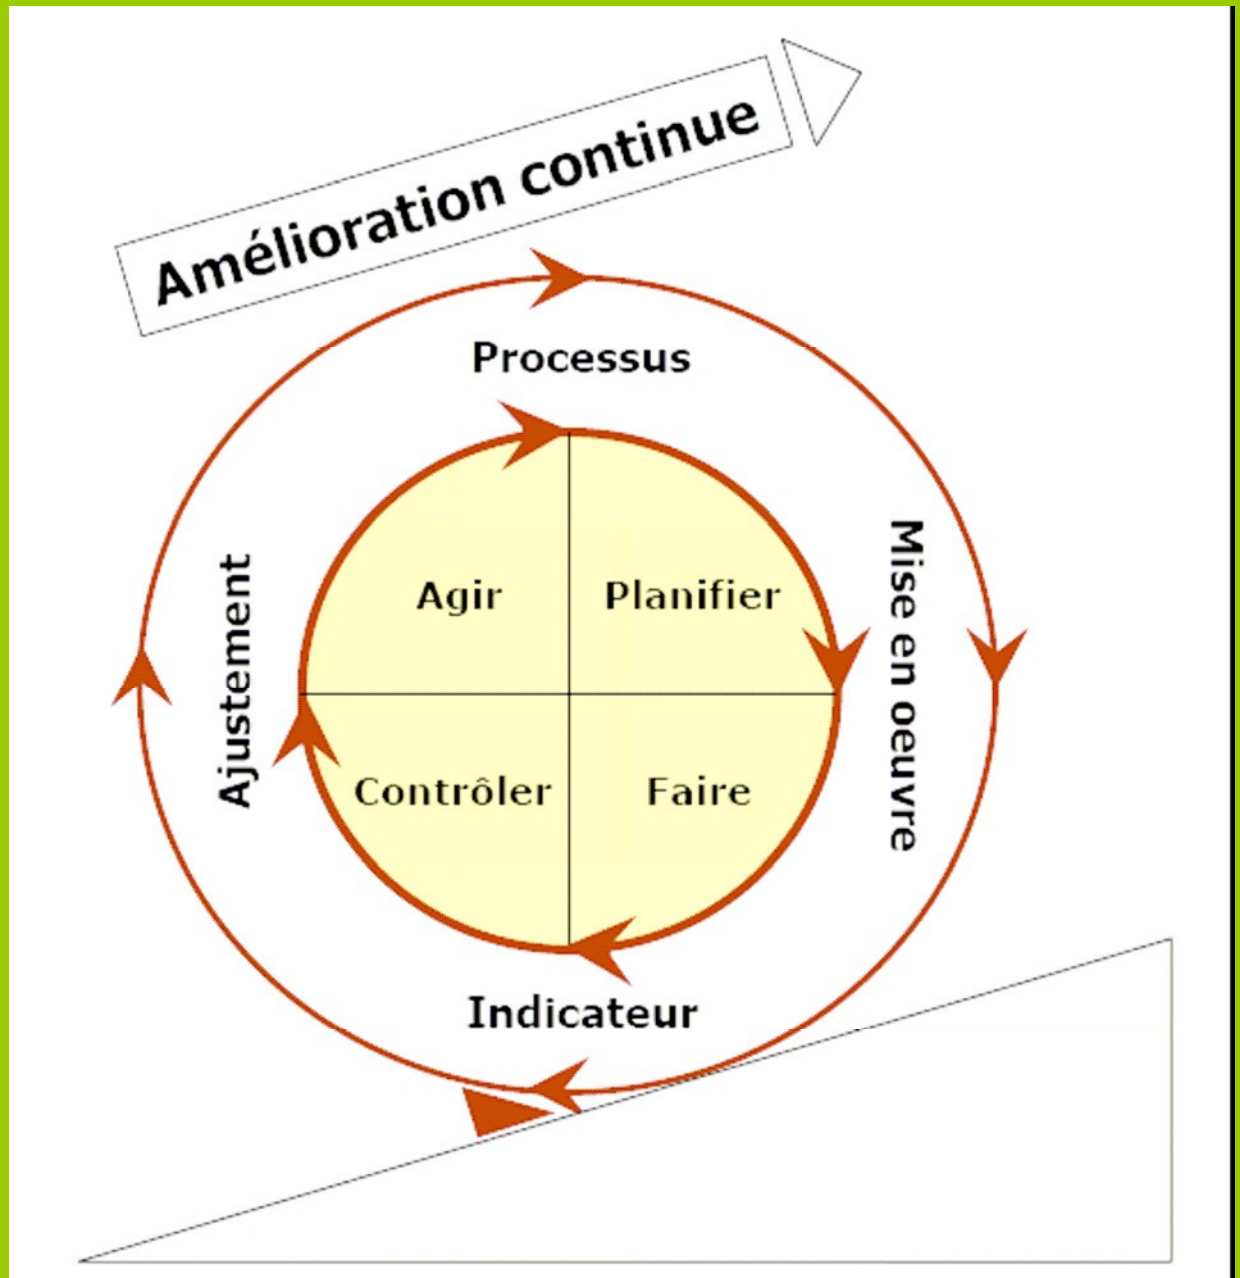 Amélioration continue
Processus
Agir
Planifier
Mise en oeuvre
Ajustement
Contrôler
Faire
Indicateur